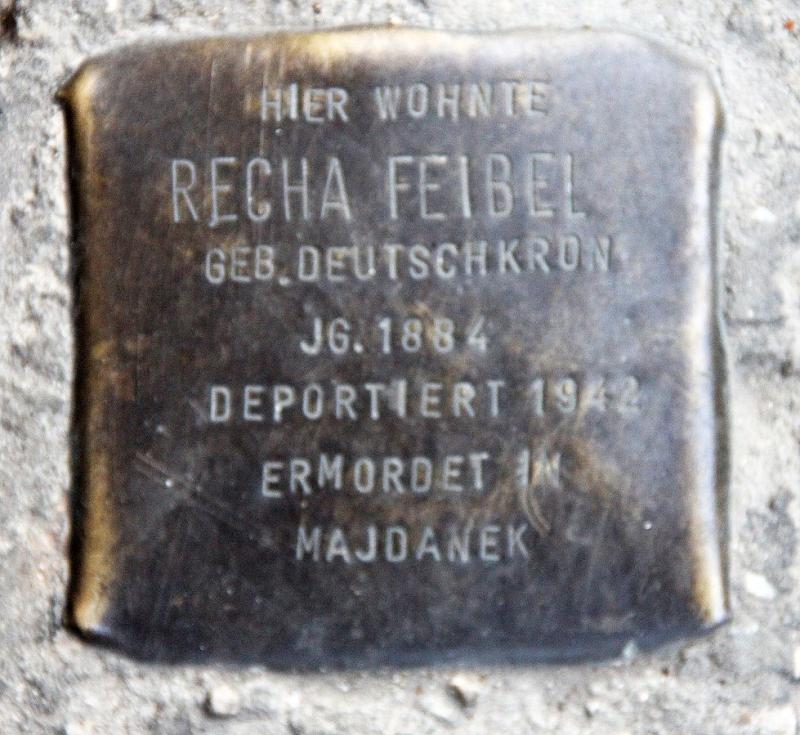 HIER WOHNTE
RECHA FEIBEL
GEB. DEUTSCHKRON
JG. 1884
DEPORTIERT 1942
ERMORDET IN
MAJDANEK